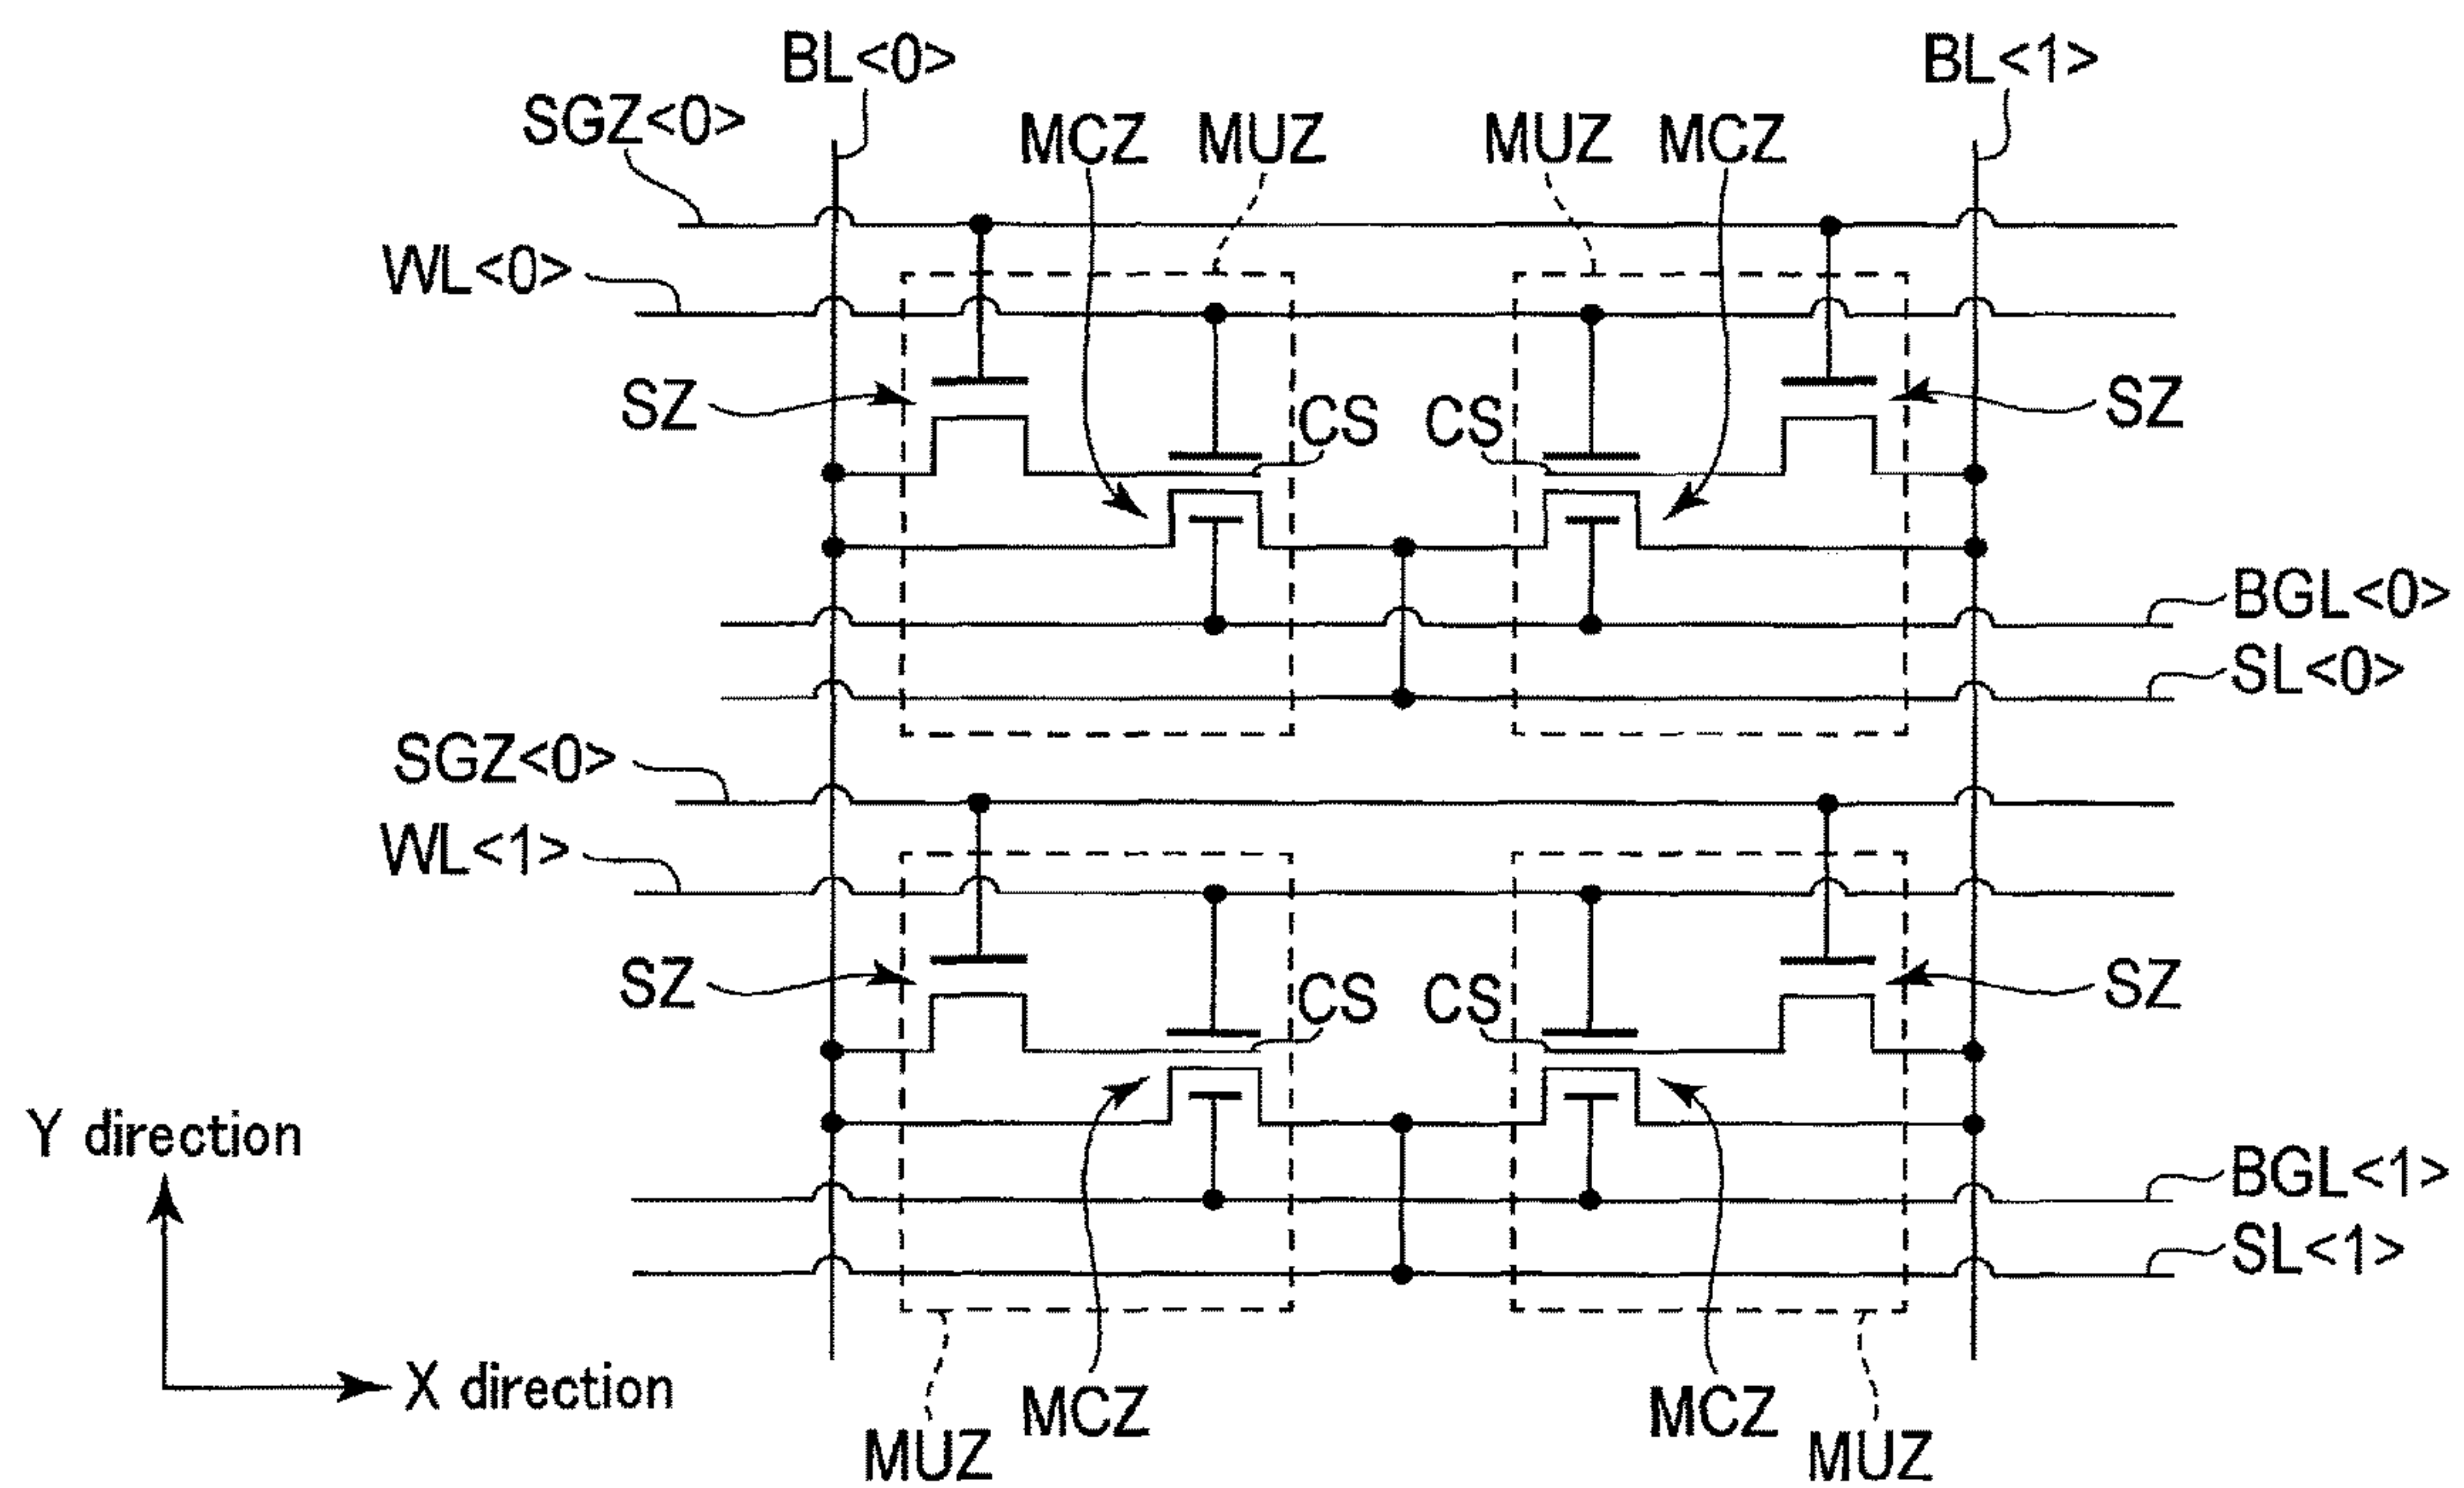 BL<0>
BL<1>
SGZ<0>
MCZ
MUZ
MUZ
MCZ
WL<0>
SZ
CS
CS
SZ
BGL<0>
SL<0>
SGZ<0>
WL<1>
SZ
CS
CS
SZ
Y direction
BGL<1>
SL<1>
X direction
MUZ
MCZ
MCZ
MUZ